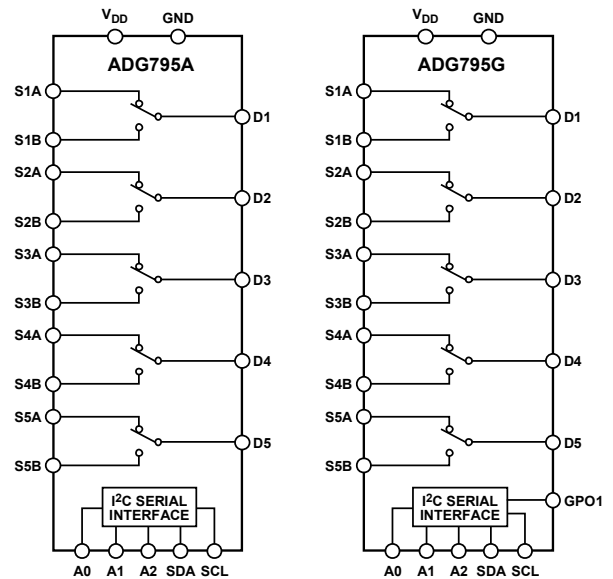 VDD GND
ADG795A
S1A
D1
S1B
S2A
D2
S2B
S3A
D3
S3B
S4A
D4
S4B
S5A
D5
S5B
I2C SERIAL
INTERFACE
A0 A1 A2 SDA SCL
VDD GND
ADG795G
S1A
D1
S1B
S2A
D2
S2B
S3A
D3
S3B
S4A
D4
S4B
S5A
D5
S5B
I2C SERIAL
INTERFACE
GPO1
A0 A1 A2 SDA SCL